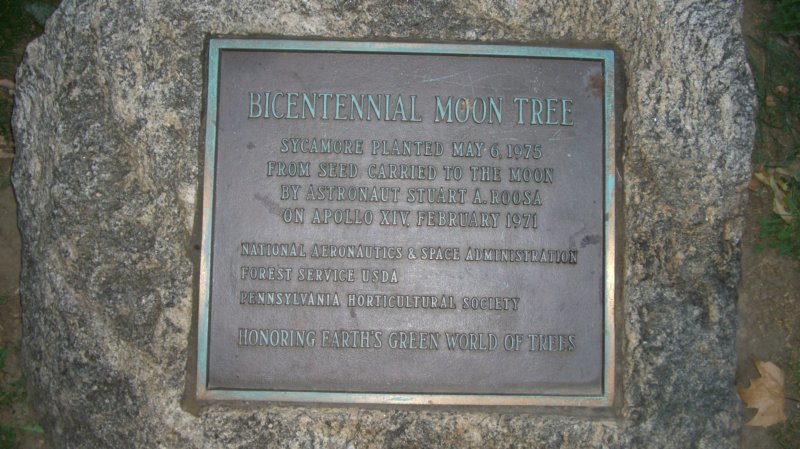 BICENTENNIAL MOON TREE
SYCAMORE PLANTED MAY 6, 1975
FROM SEED CARRIED TO THE MOON
BY ASTRONAUT STUART A. ROOSA
ON APOLLO XIV, FEBRUARY 1971
NATIONAL AERONAUTICS & SPACE ADMINISTRATION
FOREST SERVICE USDA
PENNSYLVANIA HORTICULTURAL SOCIETY
HONORING EARTH'S GREEN WORLD OF TREES